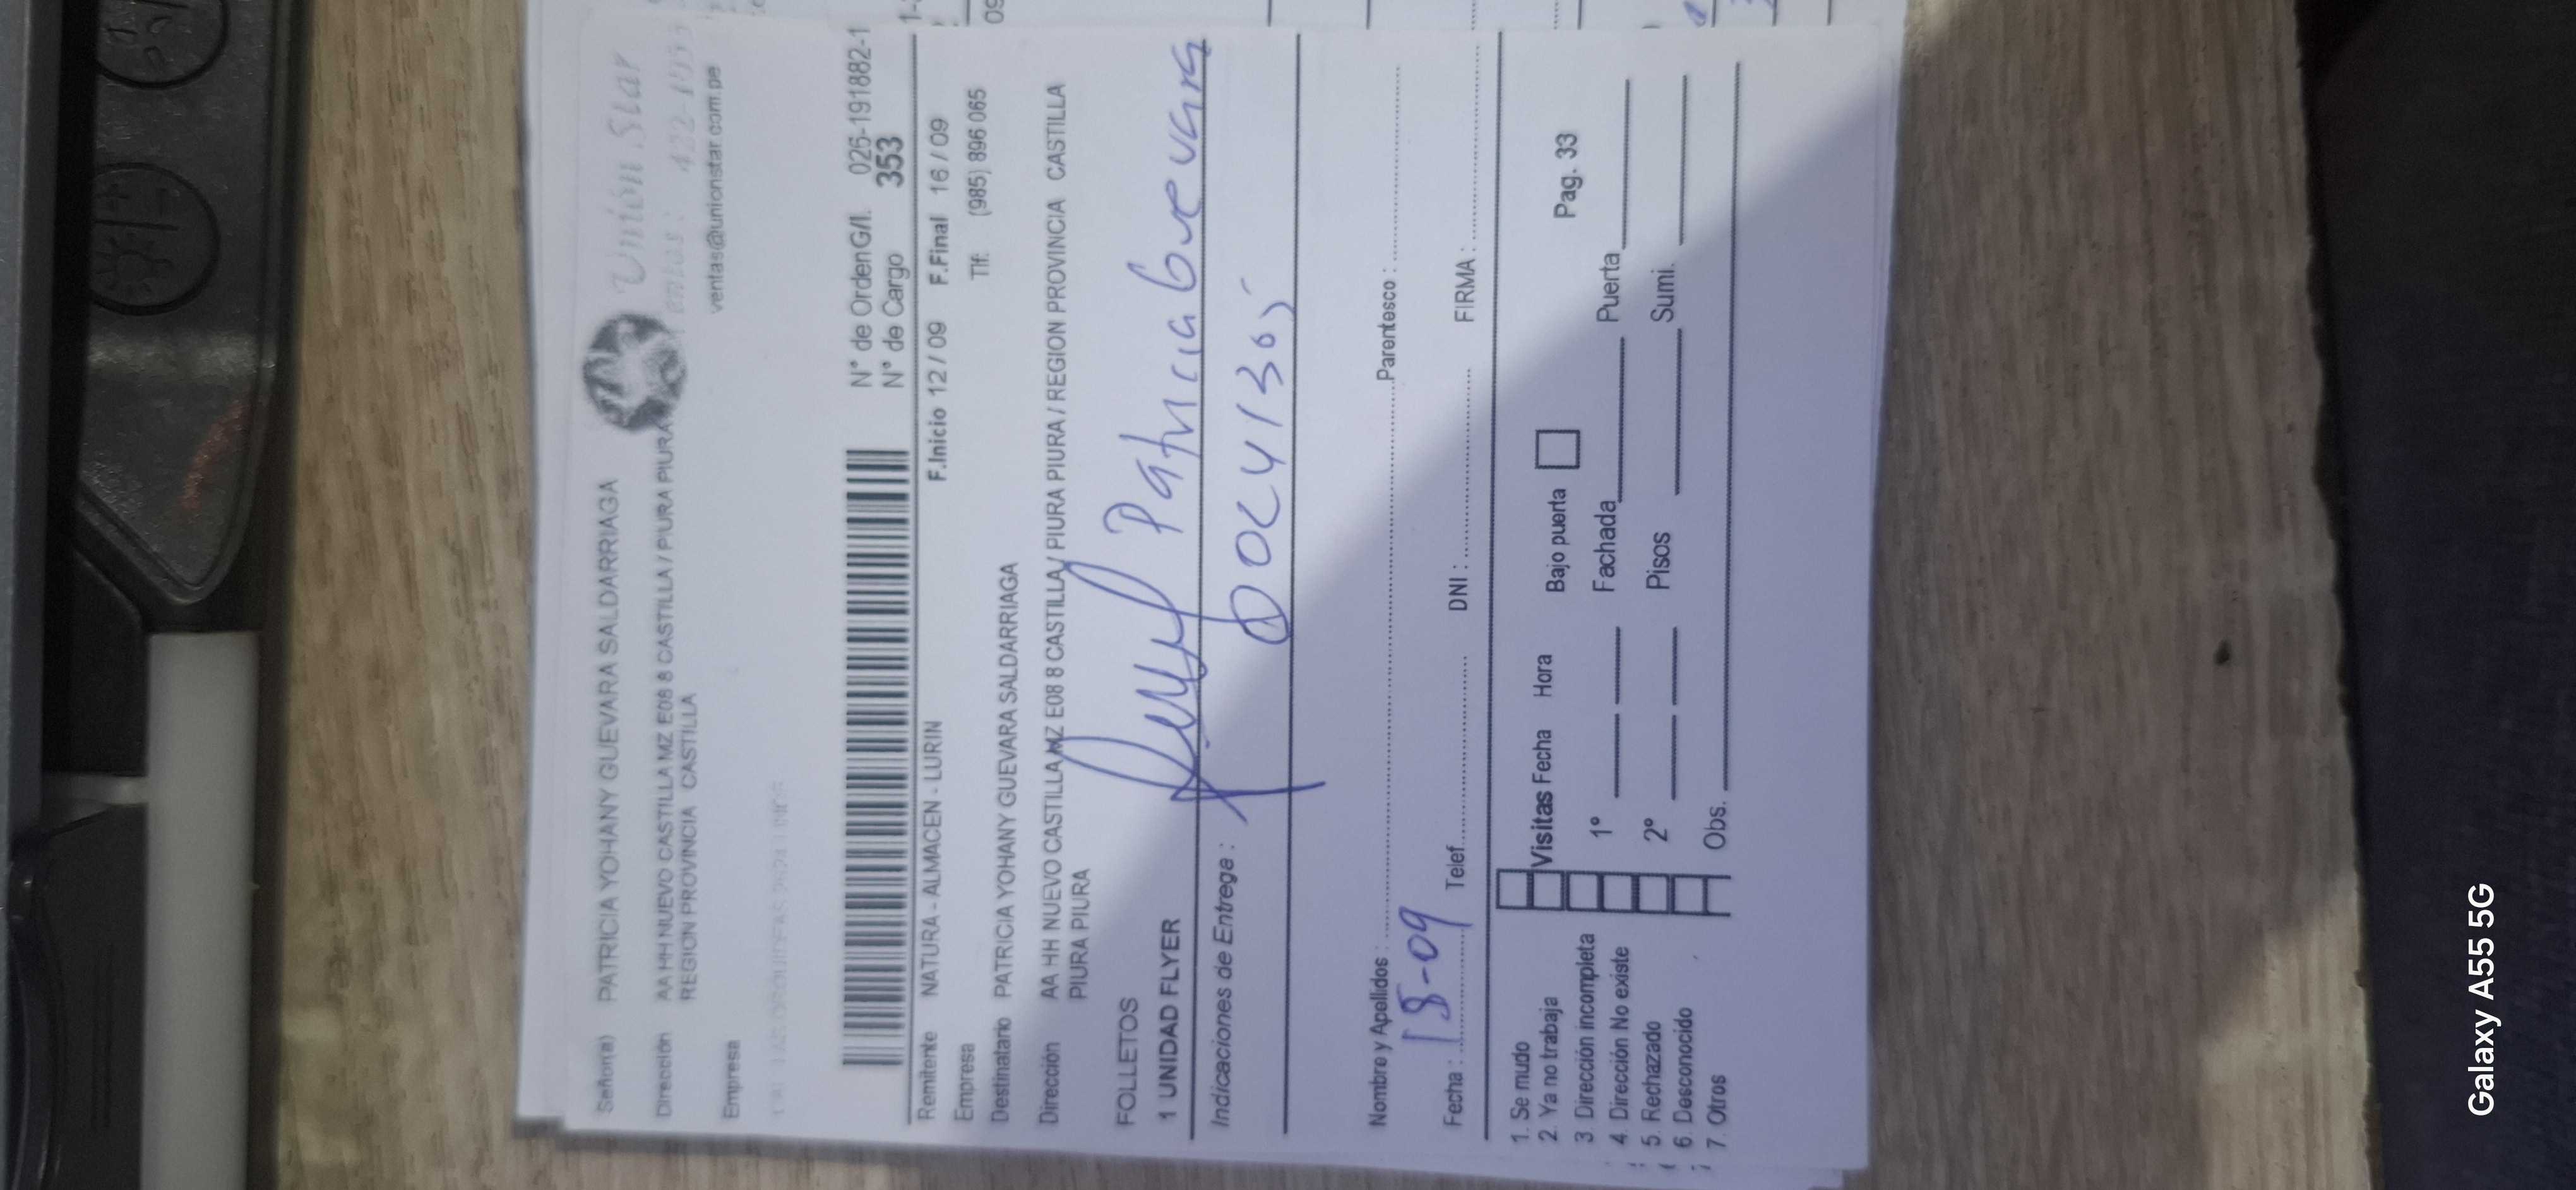 Unión Star
ventas@unionstar.com.pe
Señor(a) PATRICIA YOHANY GUEVARA SALDARRIAGA
Dirección AA HH NUEVO CASTILLA MZ E08 8 CASTILLA / PIURA PIURA
REGION PROVINCIA CASTILLA
Empresa
N° de OrdenG/I. 026-191882-1
N° de Cargo 353
Remitente NATURA - ALMACEN - LURIN F.Inicio 12 / 09 F.Final 16 / 09
Empresa Tlf: (985) 896 065
Destinatario PATRICIA YOHANY GUEVARA SALDARRIAGA
Dirección AA HH NUEVO CASTILLA MZ E08 8 CASTILLA / PIURA PIURA / REGION PROVINCIA CASTILLA
PIURA PIURA
FOLLETOS
1 UNIDAD FLYER
Patricia Guevara
Indicaciones de Entrega :
Nombre y Apellidos : Parentesco :
Fecha : 18-09 Telef. DNI : FIRMA :
1. Se mudo
2. Ya no trabaja Visitas Fecha Hora Bajo puerta Pag. 33
3. Dirección incompleta
4. Dirección No existe 1° Fachada Puerta
5. Rechazado 2° Pisos Sumi.
6. Desconocido
7. Otros Obs.
Galaxy A55 5G